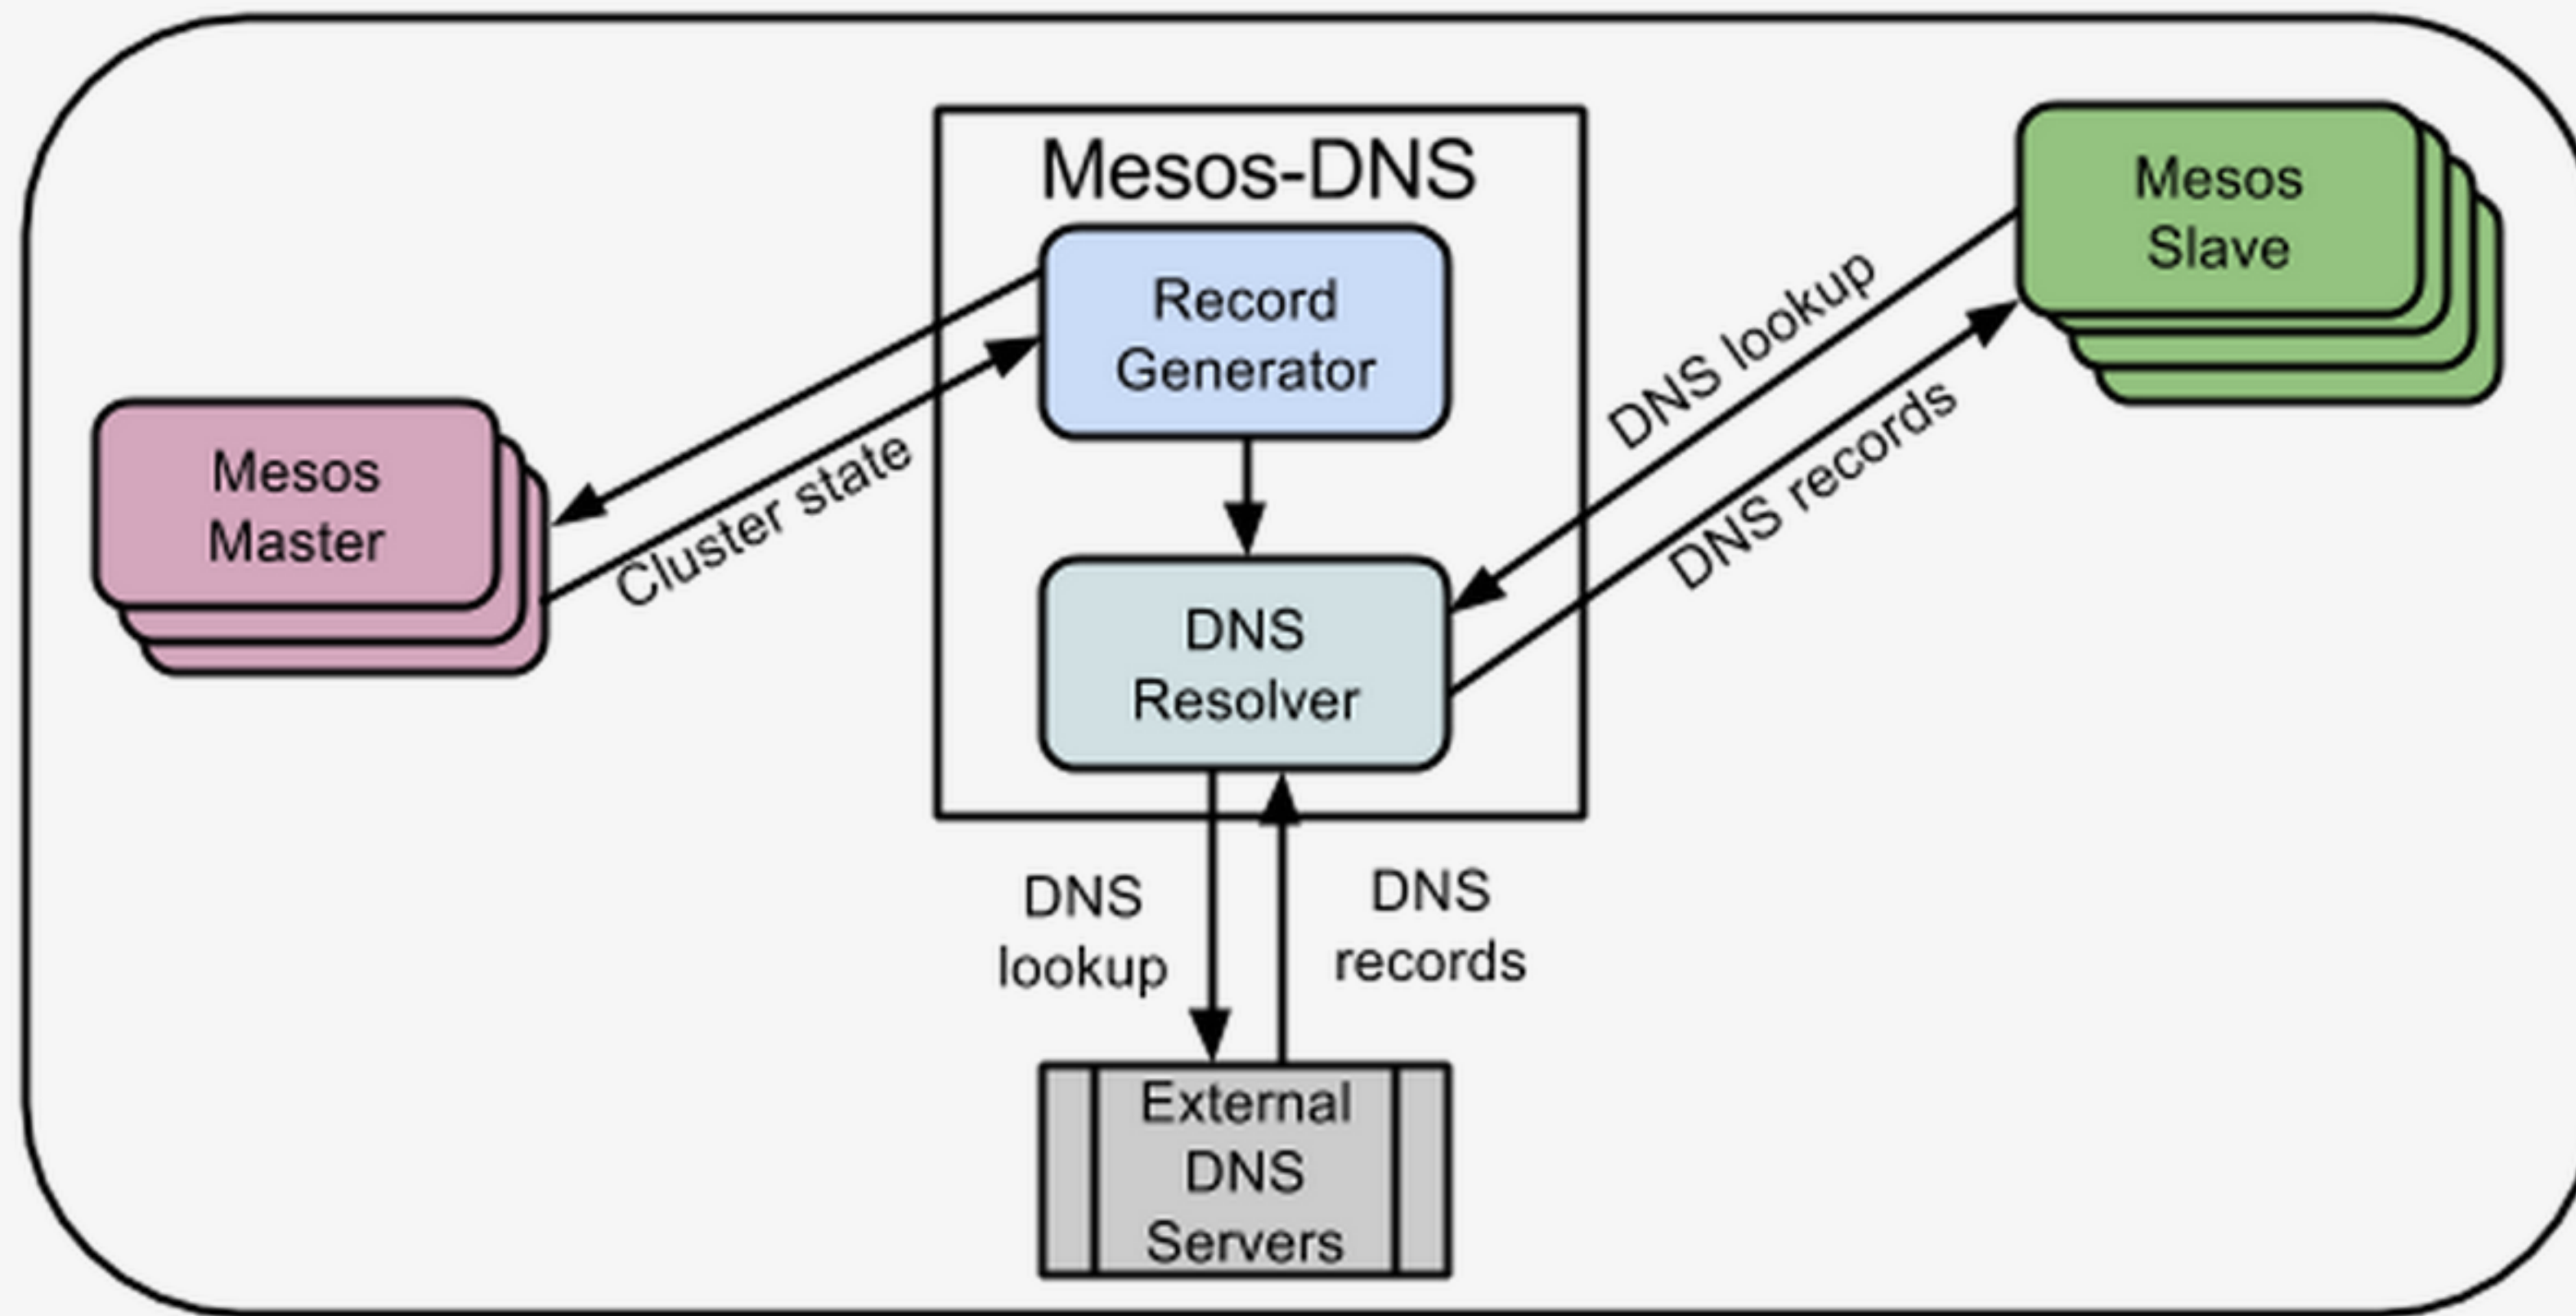 Mesos-DNS
Record
Generator
Mesos
Slave
Mesos
Master
Cluster state
DNS lookup
DNS records
DNS
Resolver
DNS
lookup
DNS
records
External
DNS
Servers